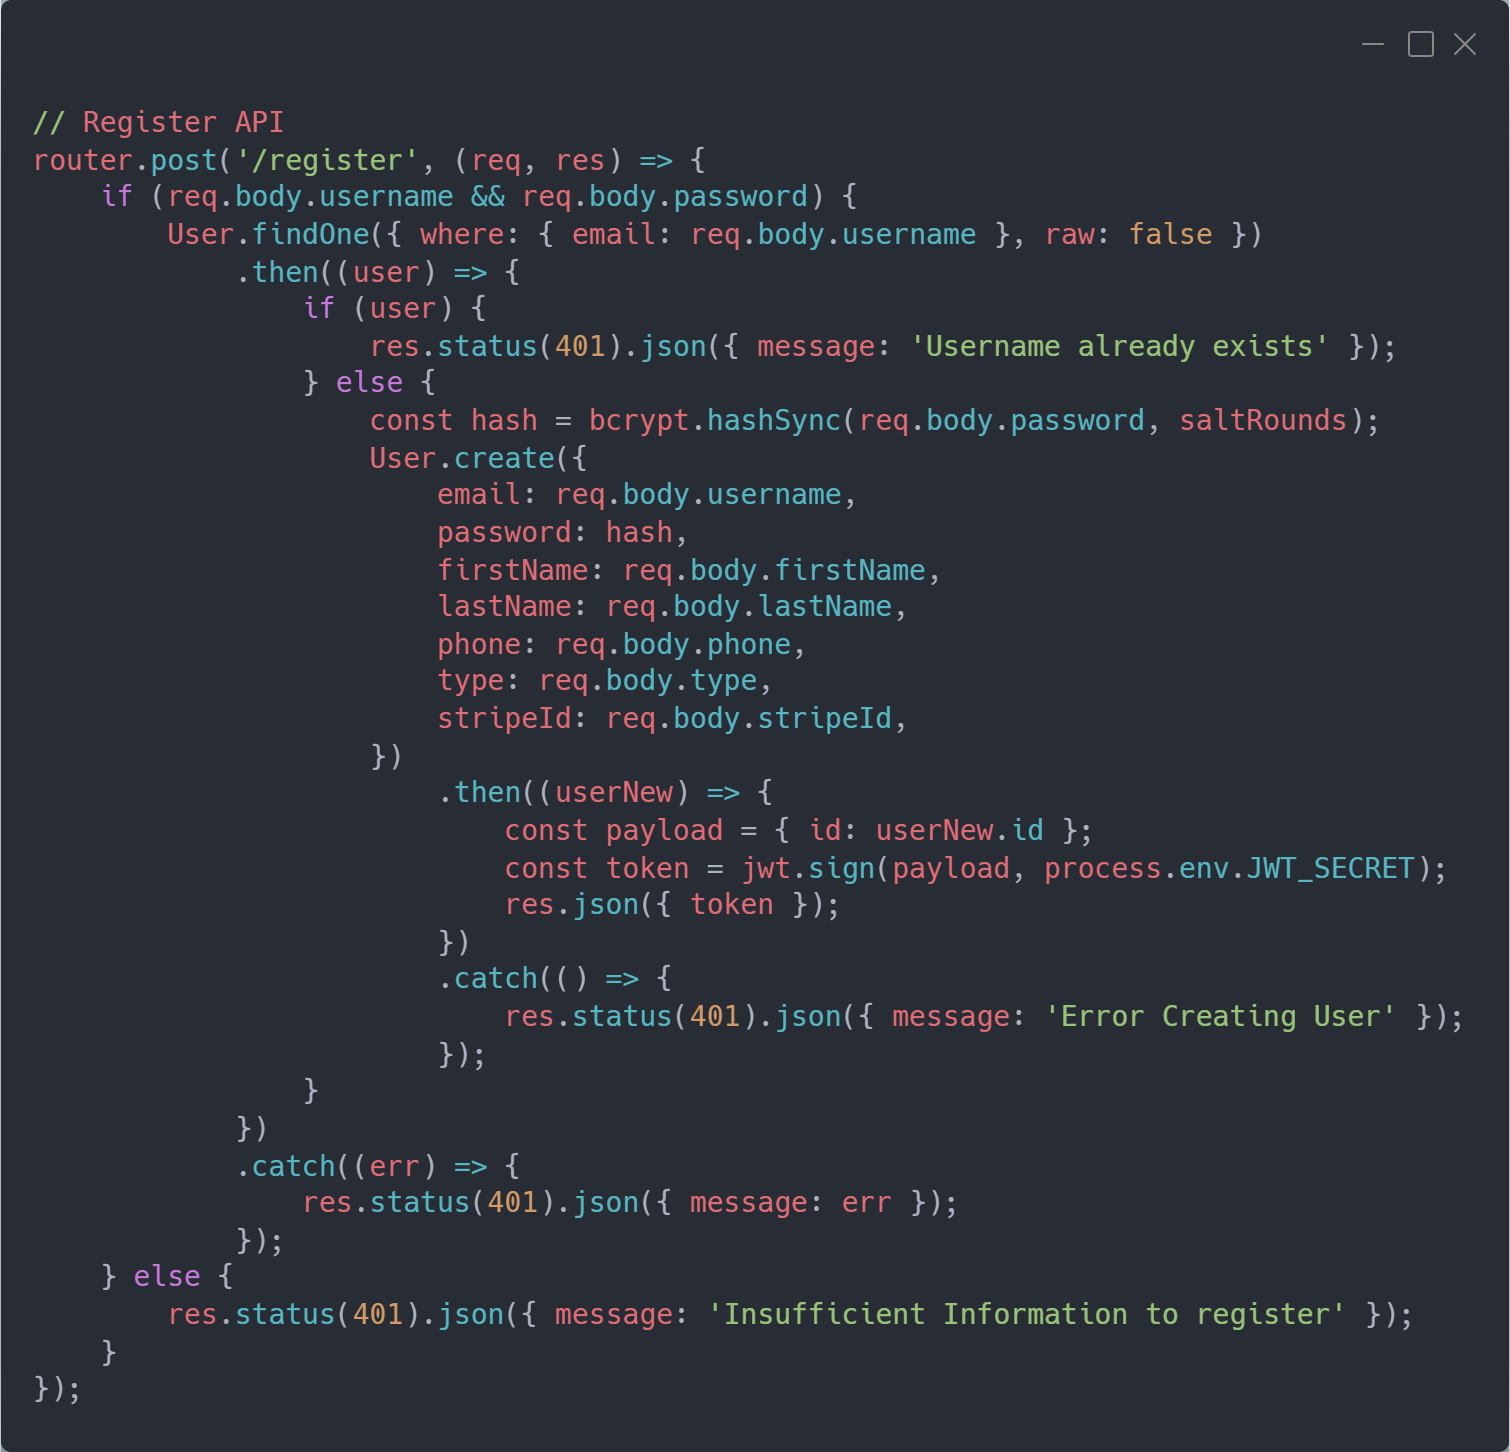 // Register API
router.post('/register', (req, res) => {
    if (req.body.username && req.body.password) {
        User.findOne({ where: { email: req.body.username }, raw: false })
            .then((user) => {
                if (user) {
                    res.status(401).json({ message: 'Username already exists' });
                } else {
                    const hash = bcrypt.hashSync(req.body.password, saltRounds);
                    User.create({
                        email: req.body.username,
                        password: hash,
                        firstName: req.body.firstName,
                        lastName: req.body.lastName,
                        phone: req.body.phone,
                        type: req.body.type,
                        stripeId: req.body.stripeId,
                    })
                        .then((userNew) => {
                            const payload = { id: userNew.id };
                            const token = jwt.sign(payload, process.env.JWT_SECRET);
                            res.json({ token });
                        })
                        .catch(() => {
                            res.status(401).json({ message: 'Error Creating User' });
                        });
                }
            })
            .catch((err) => {
                res.status(401).json({ message: err });
            });
    } else {
        res.status(401).json({ message: 'Insufficient Information to register' });
    }
});